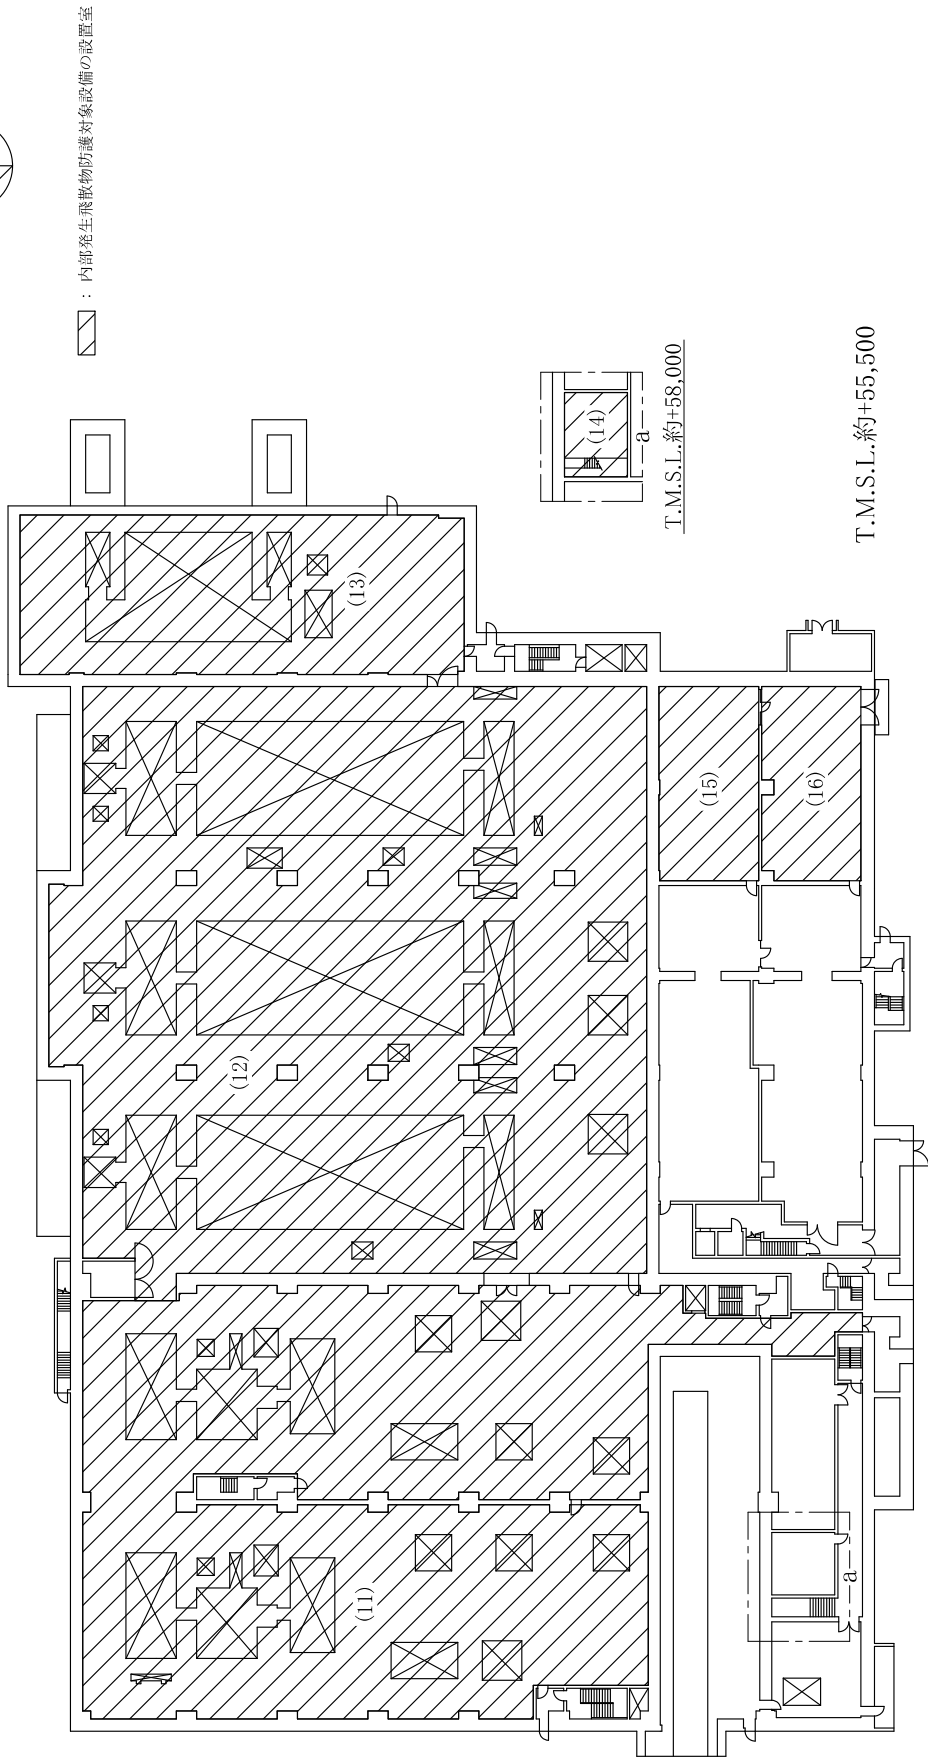 ：内部発生飛散物防護対象設備の設置室
(13)
(14)
a
T.M.S.L.約+58,000
T.M.S.L.約+55,500
(15)
(16)
(12)
(11)
a